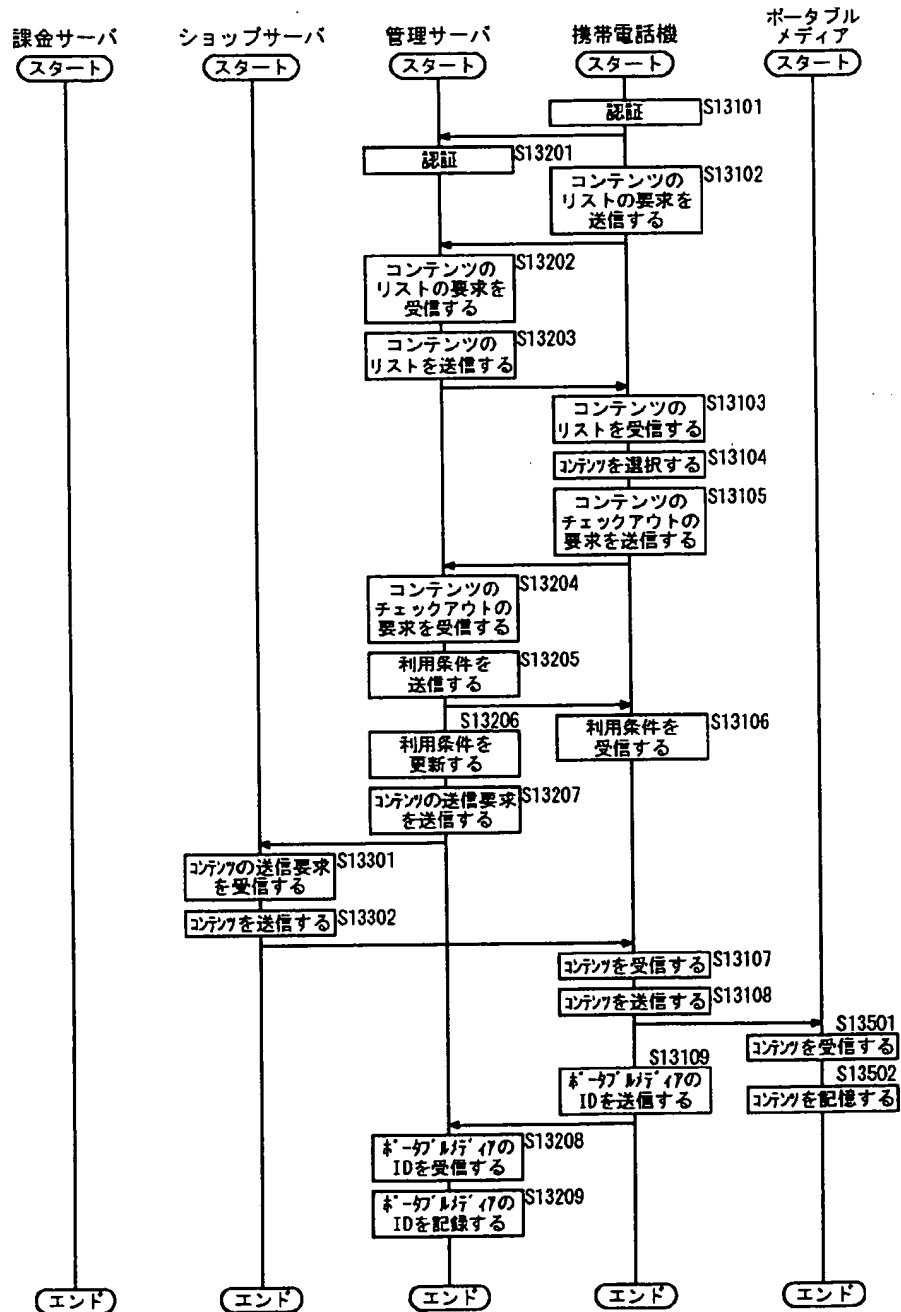 課金サーバ
ショップサーバ
管理サーバ
携帯電話機
ポータブル
メディア
スタート
スタート
スタート
スタート
スタート
認証
S13101
認証
S13201
コンテンツの
リストの要求を
送信する
S13102
コンテンツの
リストの要求を
受信する
S13202
コンテンツの
リストを送信する
S13203
コンテンツの
リストを受信する
S13103
コンテンツを選択する
S13104
コンテンツの
チェックアウトの
要求を送信する
S13105
コンテンツの
チェックアウトの
要求を受信する
S13204
利用条件を
送信する
S13205
利用条件を
受信する
S13106
S13206
利用条件を
更新する
コンテンツの送信要求
を送信する
S13207
コンテンツの送信要求
を受信する
S13301
コンテンツを送信する
S13302
コンテンツを受信する
S13107
コンテンツを送信する
S13108
S13501
コンテンツを受信する
S13109
ポータブルメディアの
IDを送信する
S13502
コンテンツを記憶する
ポータブルメディアの
IDを受信する
S13208
ポータブルメディアの
IDを記録する
S13209
エンド
エンド
エンド
エンド
エンド